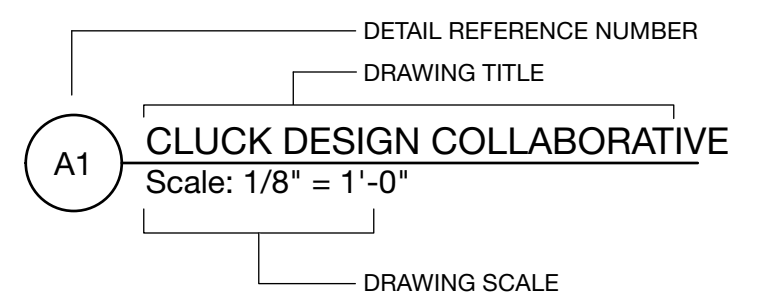 DETAIL REFERENCE NUMBER
DRAWING TITLE
CLUCK DESIGN COLLABORATIVE
A1
Scale: 1/8" = 1'-0"
DRAWING SCALE